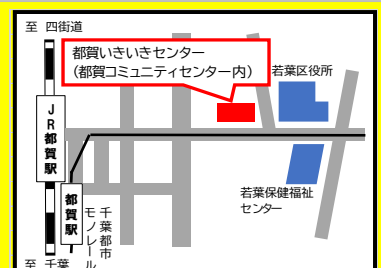 至 四街道
都賀いきいきセンター
（都賀コミュニティセンター内）
若葉区役所
ＪＲ都賀駅
若葉保健福祉
センター
都賀駅
千葉都市
モノレール
至 千葉